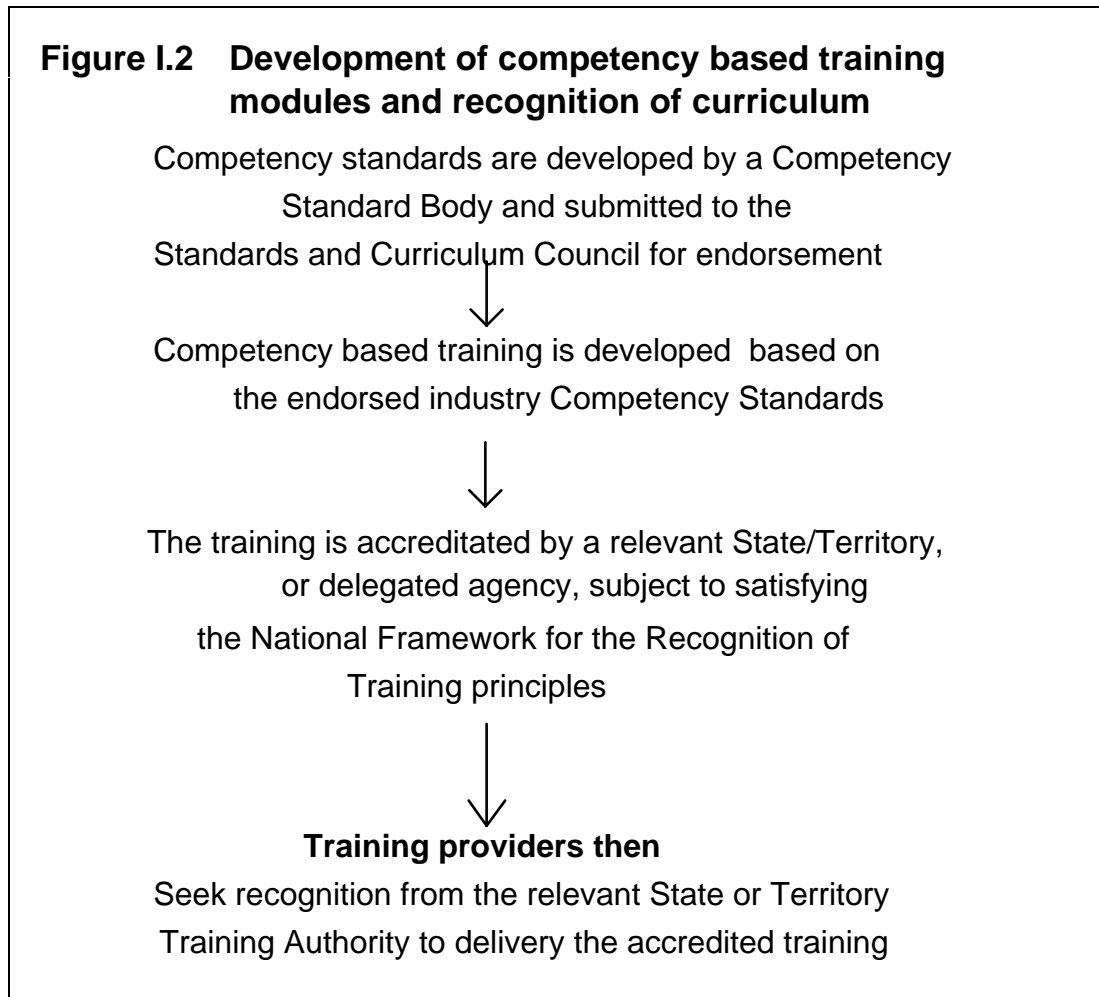 Figure I.2 Development of competency based training
modules and recognition of curriculum
Competency standards are developed by a Competency
Standard Body and submitted to the
Standards and Curriculum Council for endorsement
Competency based training is developed based on
the endorsed industry Competency Standards
The training is accreditated by a relevant State/Territory,
or delegated agency, subject to satisfying
the National Framework for the Recognition of
Training principles
Training providers then
Seek recognition from the relevant State or Territory
Training Authority to delivery the accredited training